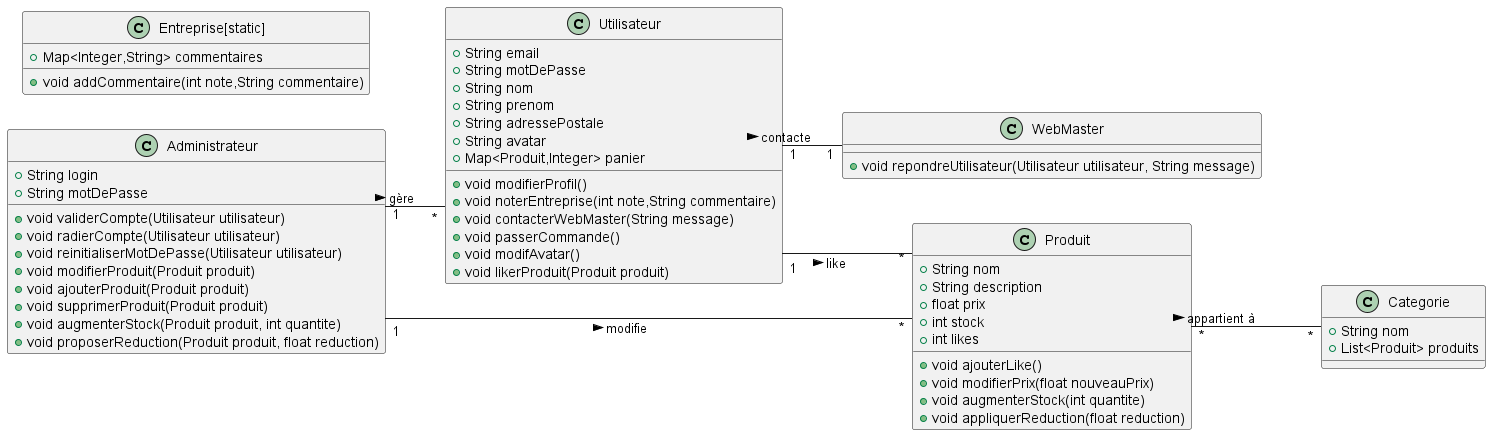 C Entreprise[static]
Map<Integer,String> commentaires
void addCommentaire(int note,String commentaire)
C Administrateur
String login
String motDePasse
void validerCompte(Utilisateur utilisateur)
void radierCompte(Utilisateur utilisateur)
void reinitialiserMotDePasse(Utilisateur utilisateur)
void modifierProduit(Produit produit)
void ajouterProduit(Produit produit)
void supprimerProduit(Produit produit)
void augmenterStock(Produit produit, int quantite)
void proposerReduction(Produit produit, float reduction)
gère
1 *
C Utilisateur
String email
String motDePasse
String nom
String prenom
String adressePostale
String avatar
Map<Produit,Integer> panier
void modifierProfil()
void noterEntreprise(int note,String commentaire)
void contacterWebMaster(String message)
void passerCommande()
void modifAvatar()
void likerProduit(Produit produit)
contacte
1 1
C WebMaster
void repondreUtilisateur(Utilisateur utilisateur, String message)
like
1 *
modifie
1 *
C Produit
String nom
String description
float prix
int stock
int likes
void ajouterLike()
void modifierPrix(float nouveauPrix)
void augmenterStock(int quantite)
void appliquerReduction(float reduction)
appartient à
* *
C Categorie
String nom
List<Produit> produits